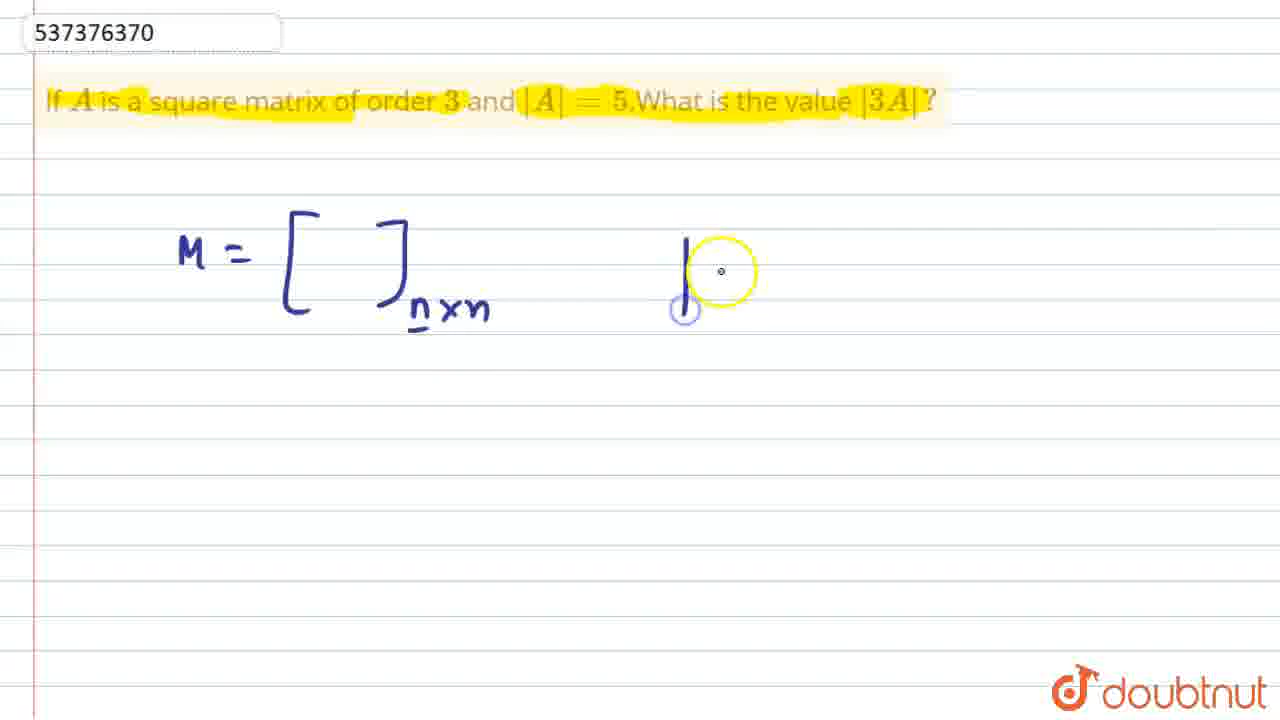 537376370
If A is a square matrix of order 3 and |A| = 5.What is the value |3A|?
M = [ ]n×n |
doubtnut